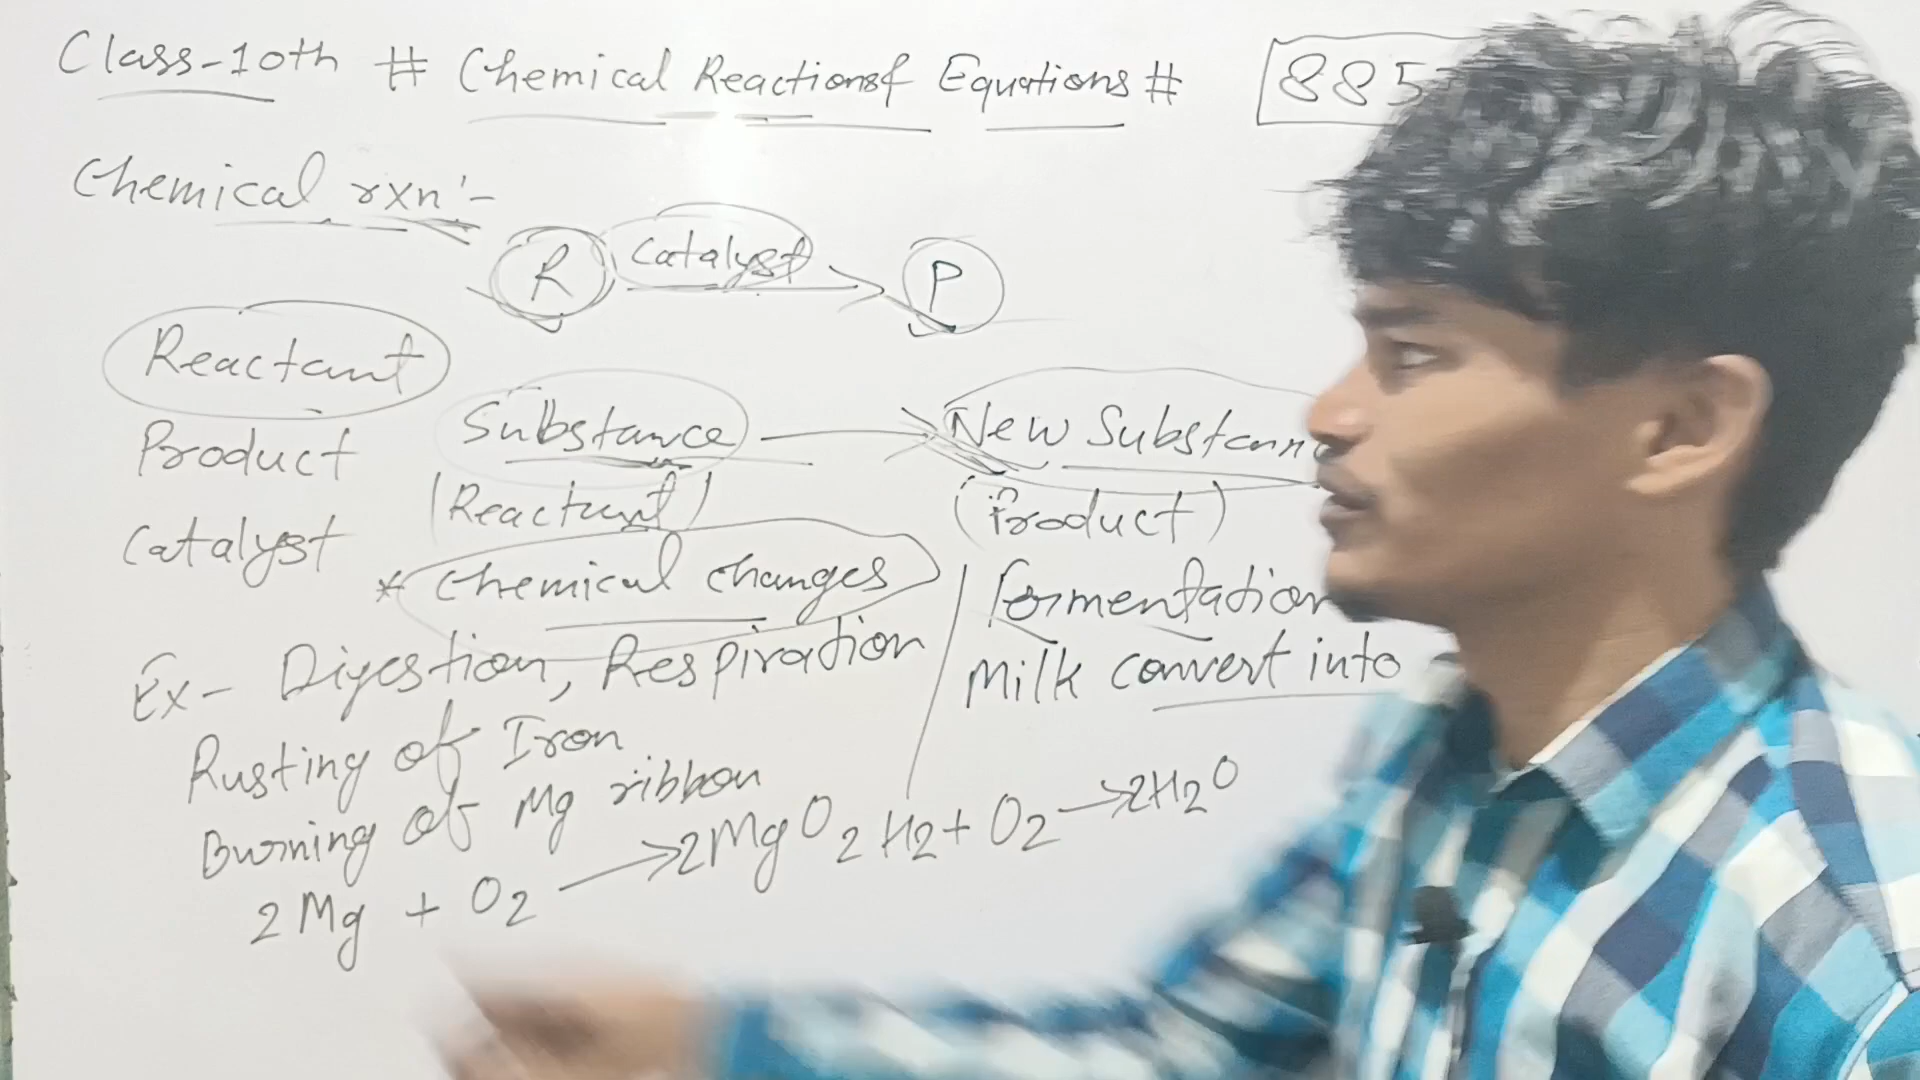 Class-10th # Chemical Reactions & Equations #
885
Chemical rxn:-
R Catalyst → P
Reactant
Substance → New Substan
Product
(Reactant) (Product)
Catalyst
* Chemical changes
Fermentation
Ex- Digestion, Respiration
Milk convert into
Rusting of Iron
Burning of Mg ribbon
2Mg + O2 → 2MgO
2H2 + O2 → 2H2O